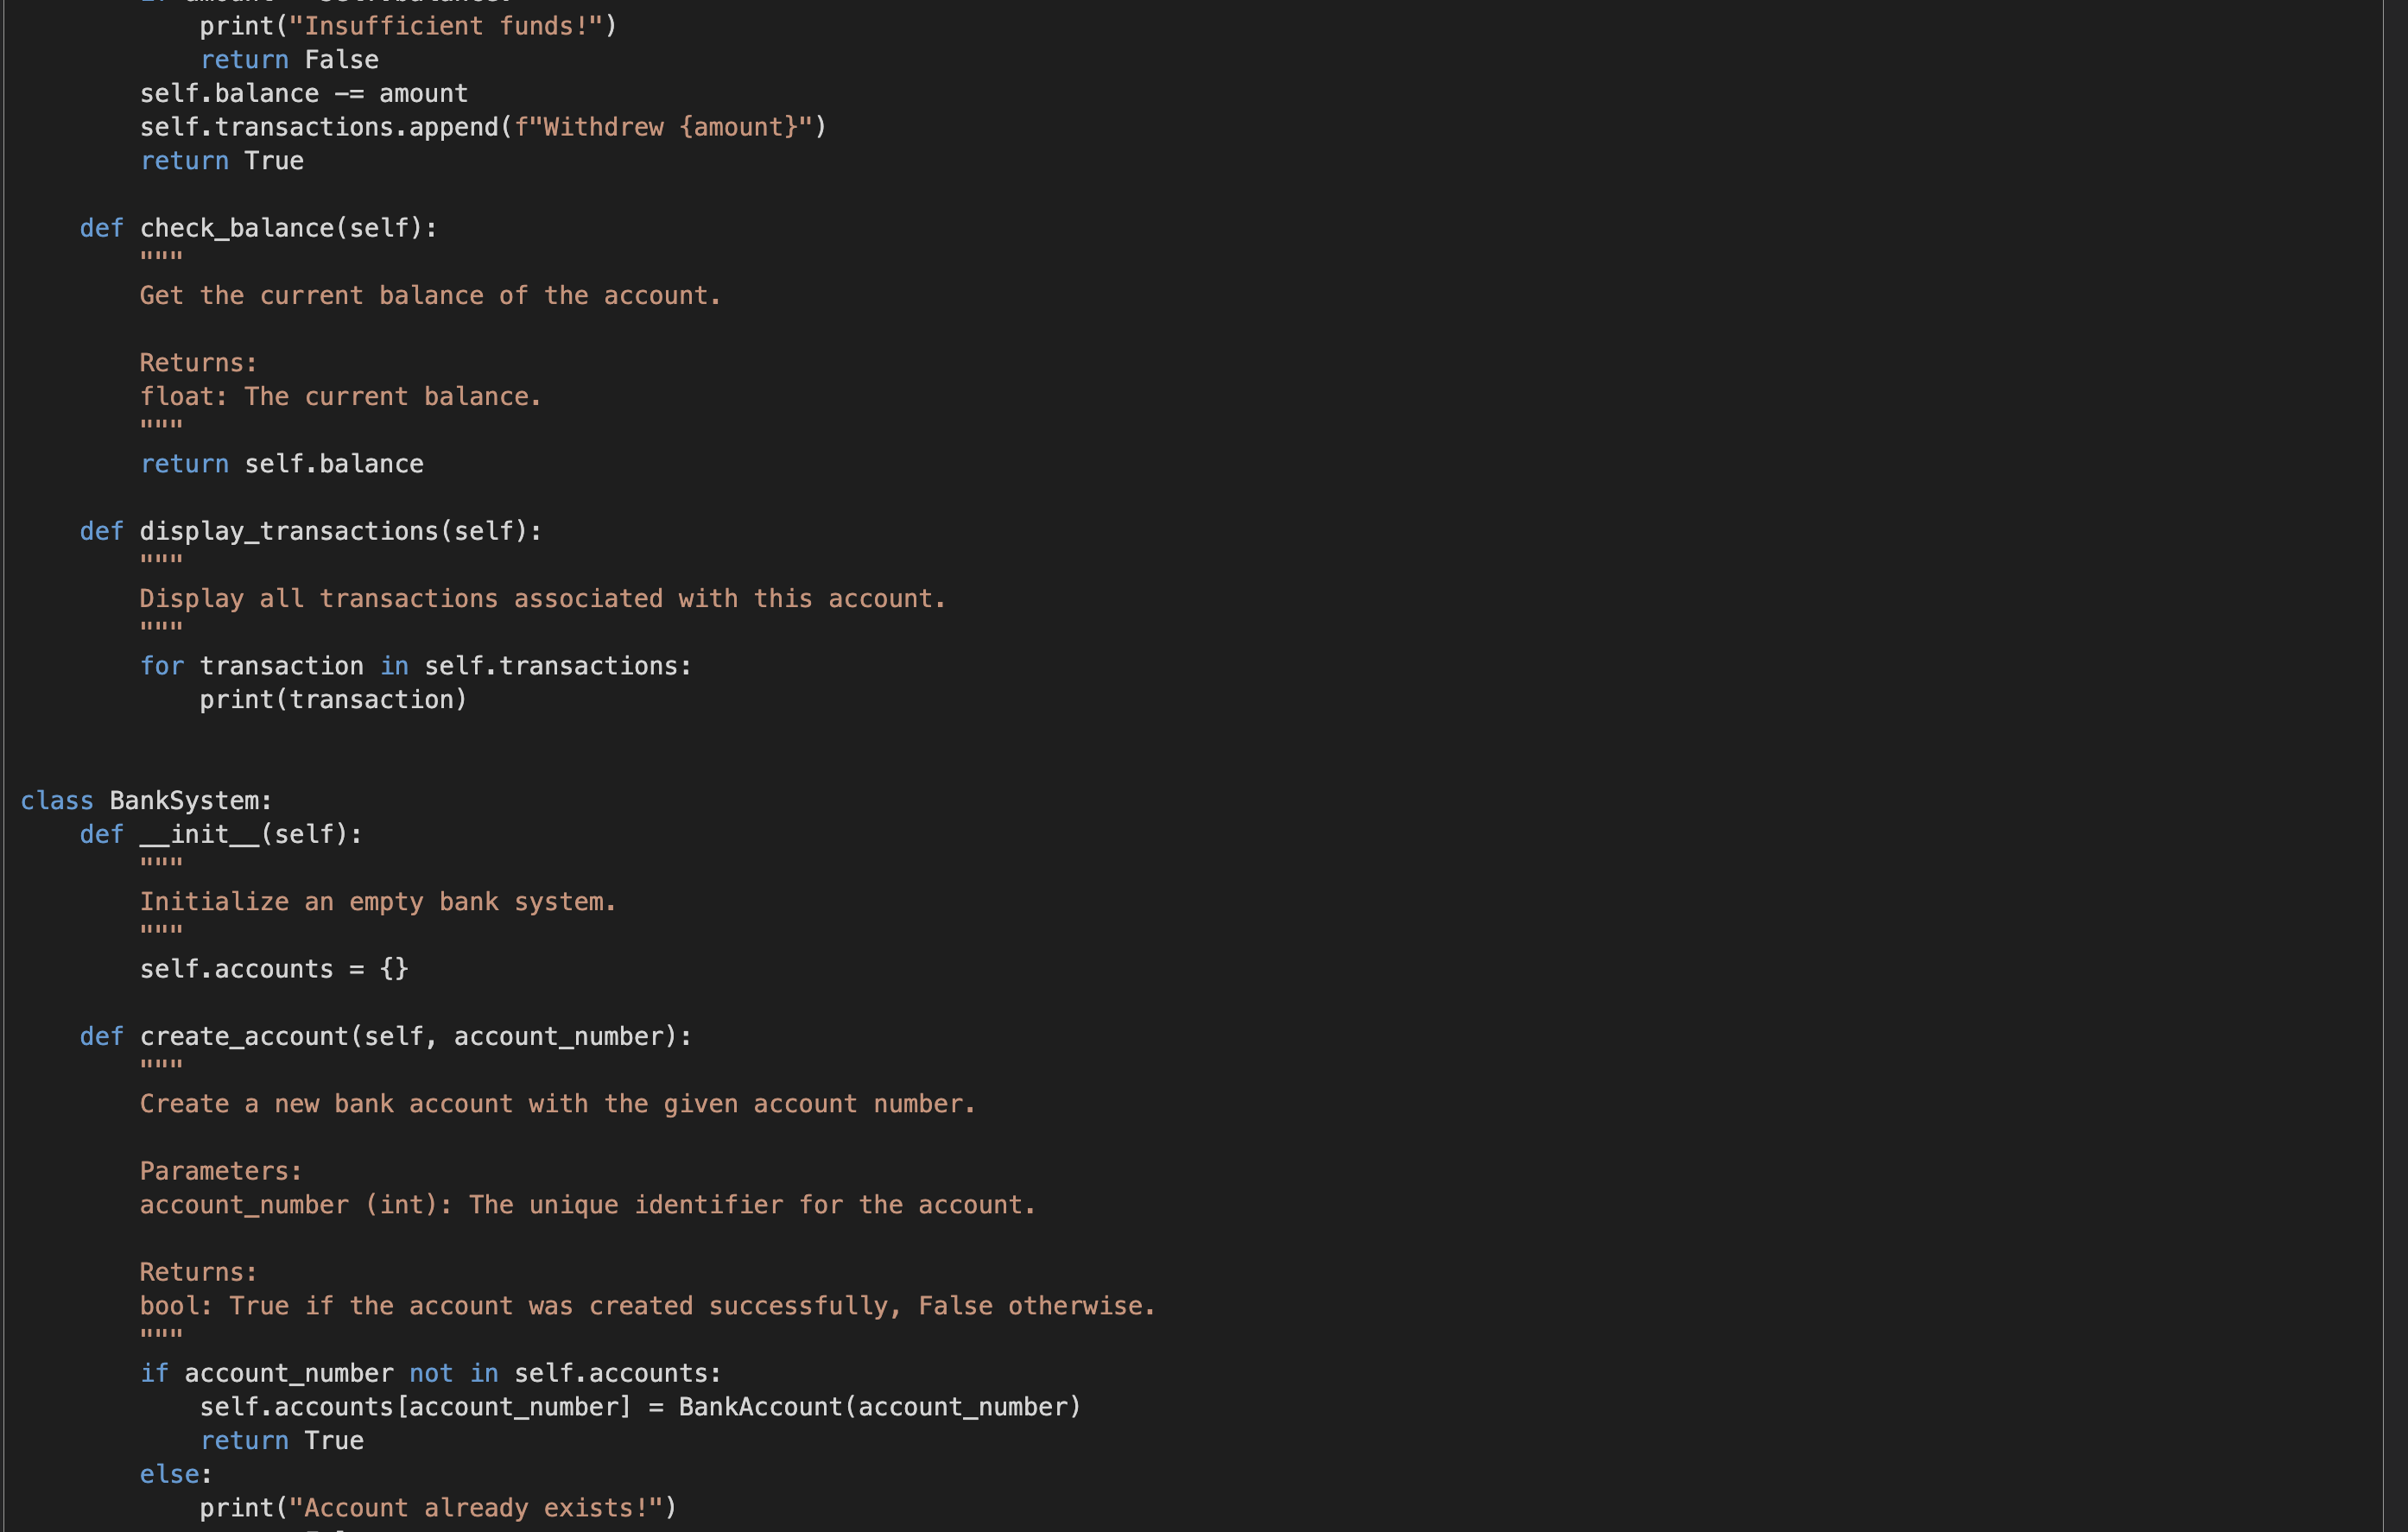 print("Insufficient funds!")
            return False
        self.balance -= amount
        self.transactions.append(f"Withdrew {amount}")
        return True

    def check_balance(self):
        """
        Get the current balance of the account.

        Returns:
        float: The current balance.
        """
        return self.balance

    def display_transactions(self):
        """
        Display all transactions associated with this account.
        """
        for transaction in self.transactions:
            print(transaction)


class BankSystem:
    def __init__(self):
        """
        Initialize an empty bank system.
        """
        self.accounts = {}

    def create_account(self, account_number):
        """
        Create a new bank account with the given account number.

        Parameters:
        account_number (int): The unique identifier for the account.

        Returns:
        bool: True if the account was created successfully, False otherwise.
        """
        if account_number not in self.accounts:
            self.accounts[account_number] = BankAccount(account_number)
            return True
        else:
            print("Account already exists!")